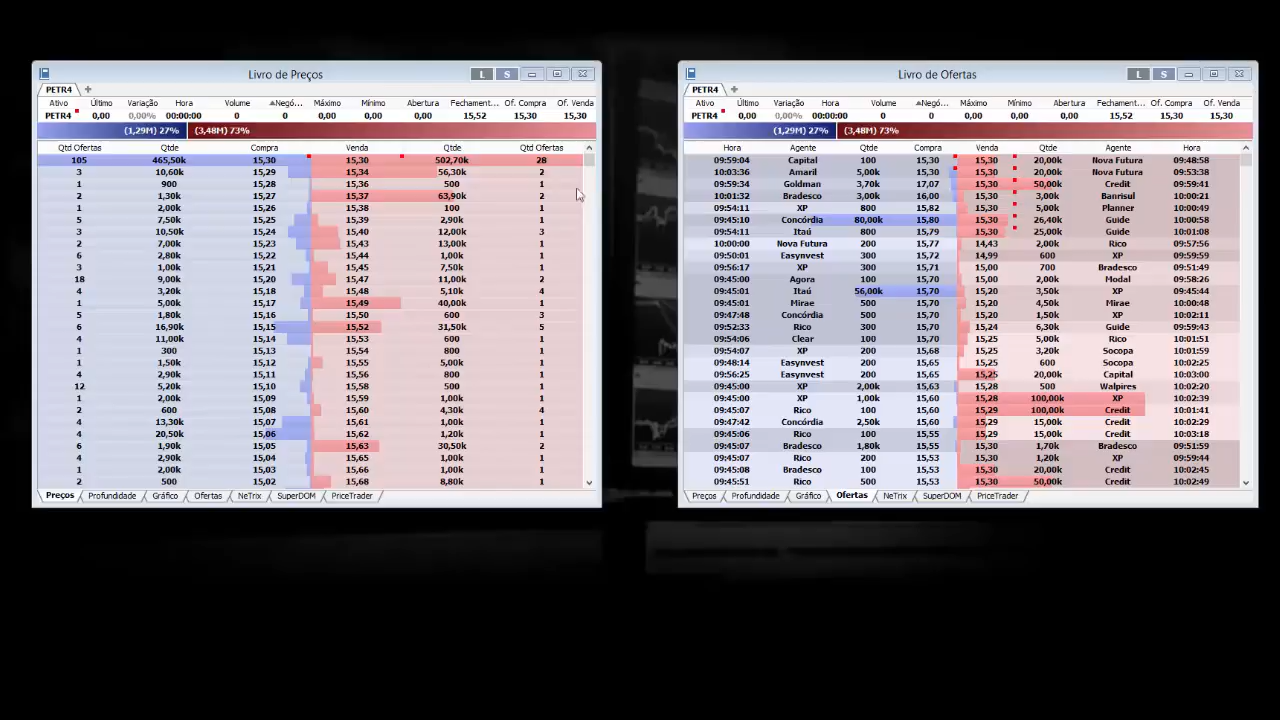 Livro de Preços L S
PETR4 +
Ativo Último Variação Hora Volume Negó... Máximo Mínimo Abertura Fechament... Of. Compra Of. Venda
PETR4 0,00 0,00% 00:00:00 0 0 0,00 0,00 0,00 15,52 15,30 15,30
(1,29M) 27% (3,48M) 73%
Qtd Ofertas Qtde Compra Venda Qtde Qtd Ofertas
105 465,50k 15,30 15,30 502,70k 28
3 10,60k 15,29 15,34 56,30k 2
1 900 15,28 15,36 500 1
2 1,30k 15,27 15,37 63,90k 2
1 2,00k 15,26 15,38 100 1
5 7,50k 15,25 15,39 2,90k 1
3 10,50k 15,24 15,40 12,00k 3
2 7,00k 15,23 15,43 13,00k 1
6 2,80k 15,22 15,44 1,00k 1
3 1,00k 15,21 15,45 7,50k 1
18 9,00k 15,20 15,47 11,00k 2
4 3,20k 15,18 15,48 5,10k 4
1 5,00k 15,17 15,49 40,00k 1
5 1,80k 15,16 15,50 600 3
6 16,90k 15,15 15,52 31,50k 5
4 11,00k 15,14 15,53 600 1
1 300 15,13 15,54 800 1
1 1,50k 15,12 15,55 5,00k 1
4 2,90k 15,11 15,56 800 1
12 5,20k 15,10 15,58 500 1
1 2,00k 15,09 15,59 1,00k 1
2 600 15,08 15,60 4,30k 4
4 13,30k 15,07 15,61 1,00k 1
4 20,50k 15,06 15,62 1,20k 1
6 1,90k 15,05 15,63 30,50k 2
4 2,90k 15,04 15,65 1,00k 1
1 2,00k 15,03 15,66 1,00k 1
2 500 15,02 15,68 8,80k 1
Preços Profundidade Gráfico Ofertas NeTrix SuperDOM PriceTrader
Livro de Ofertas L S
PETR4 +
Ativo Último Variação Hora Volume Negó... Máximo Mínimo Abertura Fechament... Of. Compra Of. Venda
PETR4 0,00 0,00% 00:00:00 0 0 0,00 0,00 0,00 15,52 15,30 15,30
(1,29M) 27% (3,48M) 73%
Hora Agente Qtde Compra Venda Qtde Agente Hora
09:59:04 Capital 100 15,30 15,30 20,00k Nova Futura 09:48:58
10:03:36 Amaril 5,00k 15,30 15,30 20,00k Nova Futura 09:53:38
09:59:34 Goldman 3,70k 17,07 15,30 50,00k Credit 09:59:41
10:01:32 Bradesco 3,00k 16,00 15,30 3,00k Banrisul 10:00:21
09:54:11 XP 800 15,82 15,30 5,00k Planner 10:00:49
09:45:10 Concórdia 80,00k 15,80 15,30 26,40k Guide 10:00:58
09:54:11 Itaú 800 15,79 15,30 25,00k Guide 10:01:08
10:00:00 Nova Futura 200 15,77 14,43 2,00k Rico 09:57:56
09:50:01 Easynvest 300 15,72 14,99 600 XP 09:59:59
09:56:17 XP 300 15,71 15,00 700 Bradesco 09:51:49
09:45:00 Agora 100 15,70 15,00 2,00k Modal 09:58:26
09:45:01 Itaú 56,00k 15,70 15,20 3,50k XP 09:45:44
09:45:01 Mirae 500 15,70 15,20 4,50k Mirae 10:00:48
09:47:48 Concórdia 500 15,70 15,20 1,50k XP 10:02:11
09:52:33 Rico 300 15,70 15,24 6,30k Guide 09:59:43
09:54:06 Clear 100 15,70 15,25 5,00k Rico 10:01:51
09:54:07 XP 200 15,68 15,25 3,20k Socopa 09:59:18
09:48:14 Easynvest 200 15,65 15,25 600 Socopa 10:02:25
09:56:25 Easynvest 200 15,65 15,25 20,00k Capital 10:03:00
09:45:00 XP 2,00k 15,63 15,28 500 Walpires 10:02:20
09:45:00 XP 1,00k 15,60 15,28 100,00k XP 10:02:39
09:45:07 Rico 100 15,60 15,29 100,00k Credit 10:01:41
09:47:42 Concórdia 2,50k 15,60 15,29 15,00k Credit 10:02:29
09:45:06 Rico 100 15,55 15,29 15,00k Credit 10:03:18
09:45:07 Bradesco 1,80k 15,55 15,30 1,70k Bradesco 09:51:59
09:45:07 Rico 200 15,53 15,30 1,20k XP 09:59:44
09:45:08 Bradesco 100 15,53 15,30 20,00k Credit 10:02:45
09:45:51 Rico 500 15,53 15,30 50,00k Credit 10:02:49
Preços Profundidade Gráfico Ofertas NeTrix SuperDOM PriceTrader